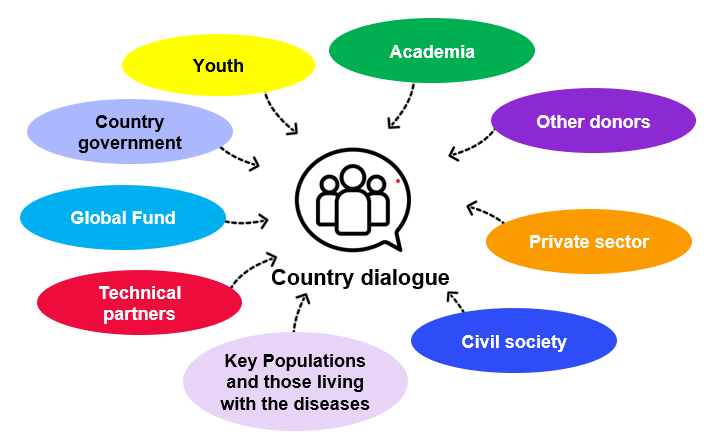 Academia
Youth
Other donors
Country
government
Global Fund
Private sector
Country dialogue
Technical
partners
Civil society
Key Populations
and those living
with the diseases